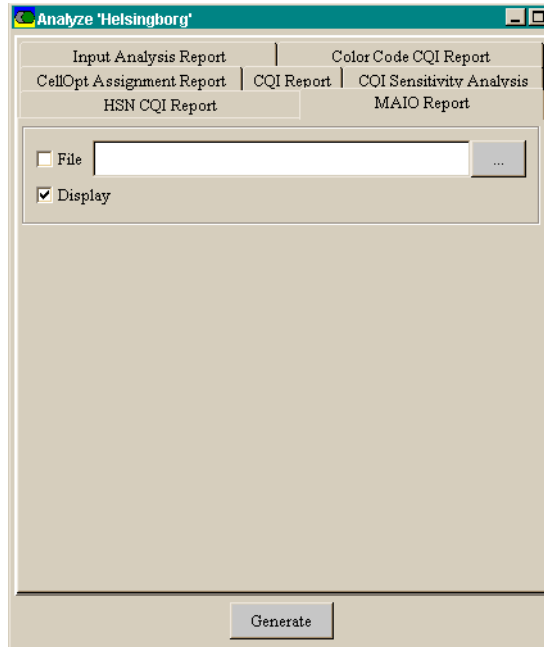 Analyze 'Helsingborg'
Input Analysis Report Color Code CQI Report
CellOpt Assignment Report CQI Report CQI Sensitivity Analysis
HSN CQI Report MAIO Report
File ...
Display
Generate